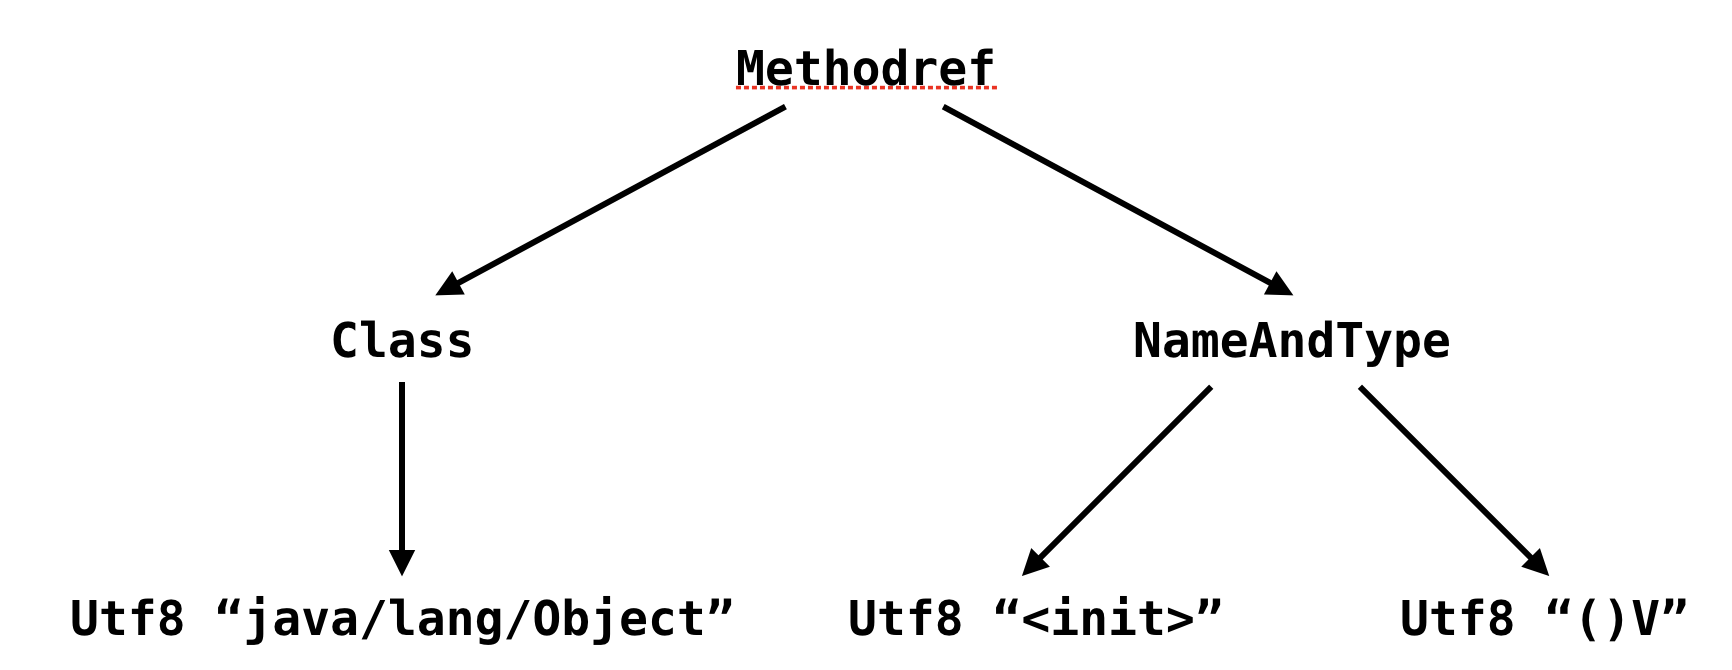 Methodref
Class
NameAndType
Utf8 “java/lang/Object”
Utf8 “<init>”
Utf8 “()V”